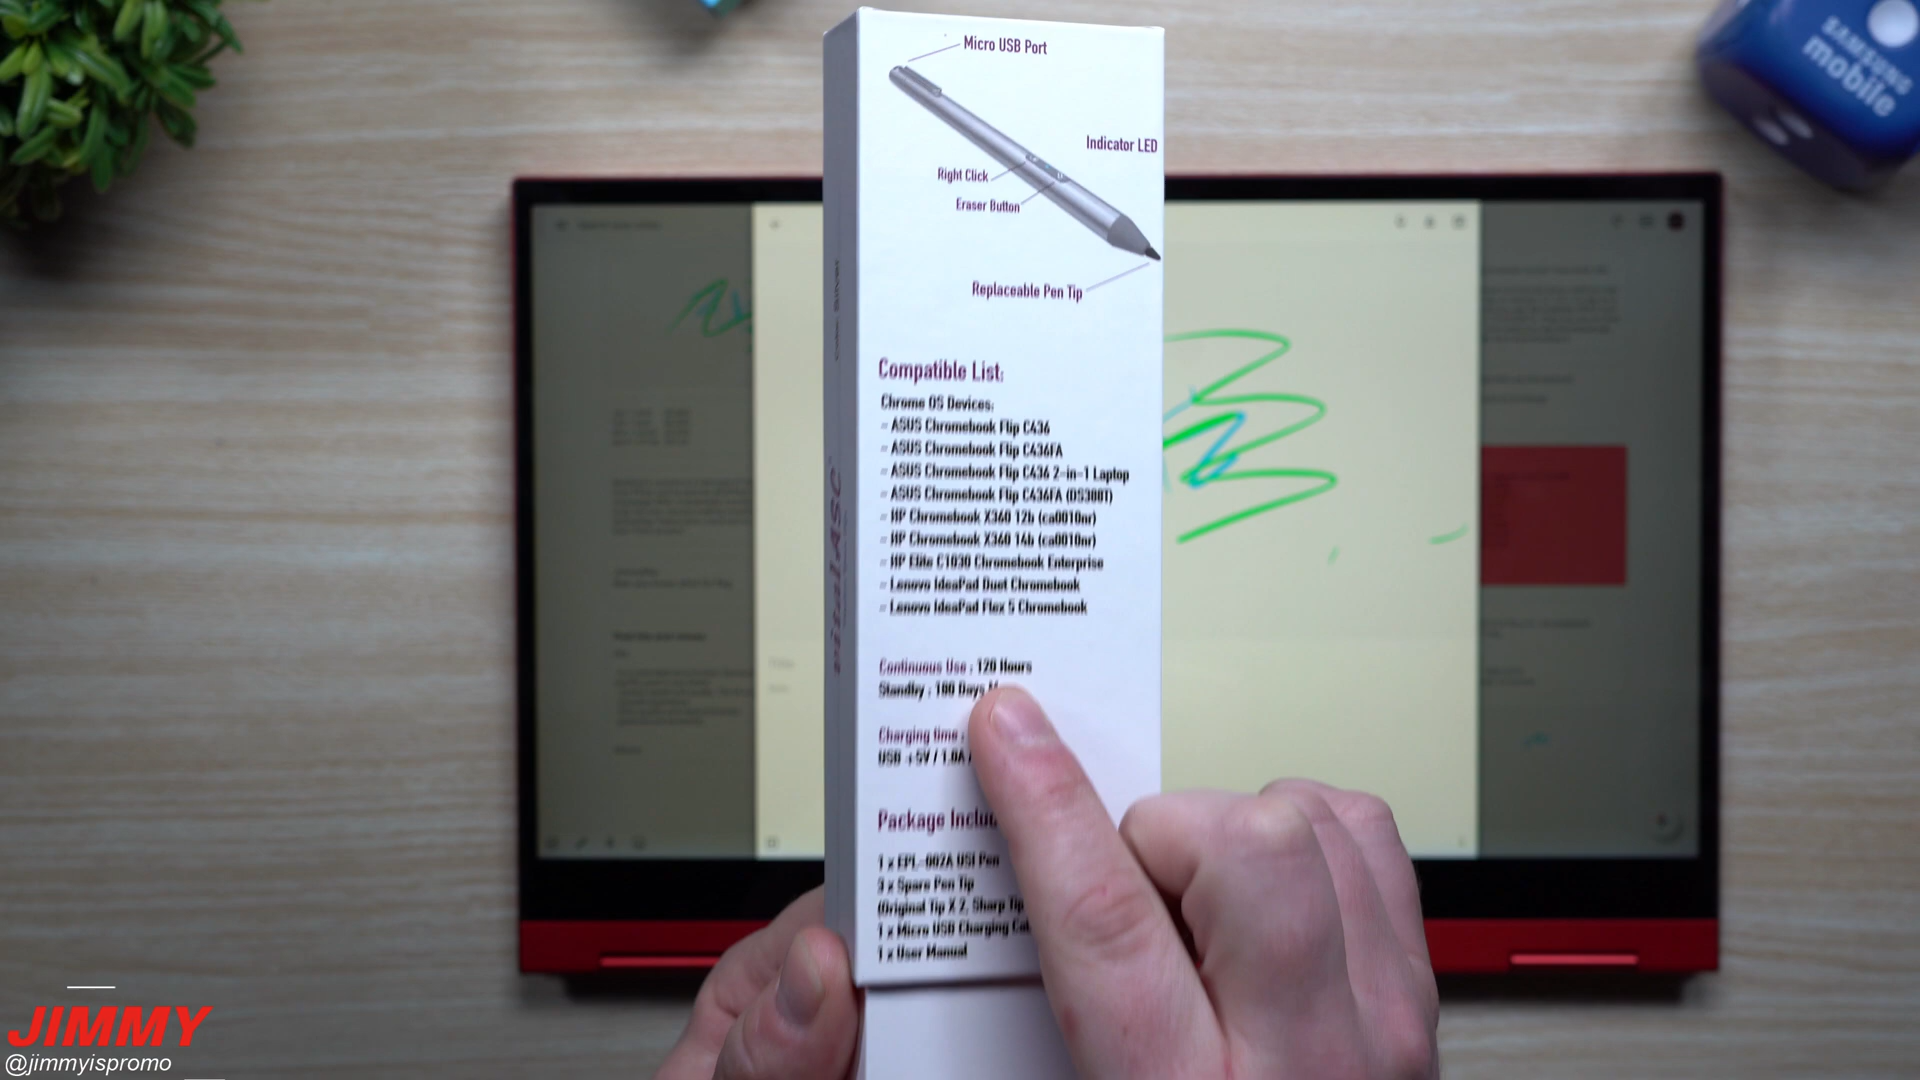 Micro USB Port
Indicator LED
Right Click
Eraser Button
Replaceable Pen Tip
Compatible List:
Chrome OS Devices:
- ASUS Chromebook Flip C436
- ASUS Chromebook Flip C436FA
- ASUS Chromebook Flip C436 2-in-1 Laptop
- ASUS Chromebook Flip C436FA (DS388T)
- HP Chromebook X360 12b (ca0010nr)
- HP Chromebook X360 14b (ca0010nr)
- HP Elite C1030 Chromebook Enterprise
- Lenovo IdeaPad Duet Chromebook
- Lenovo IdeaPad Flex 5 Chromebook
Continuous Use : 120 Hours
Standby : 180 Days
Charging time :
USB +5V / 1.0A
Package Inclu
1 x EPL-002A USI Pen
3 x Spare Pen Tip
(Original Tip X 2, Sharp Tip
1 x Micro USB Charging
1 x User Manual
SAMSUNG
mobile
JIMMY
@jimmyispromo